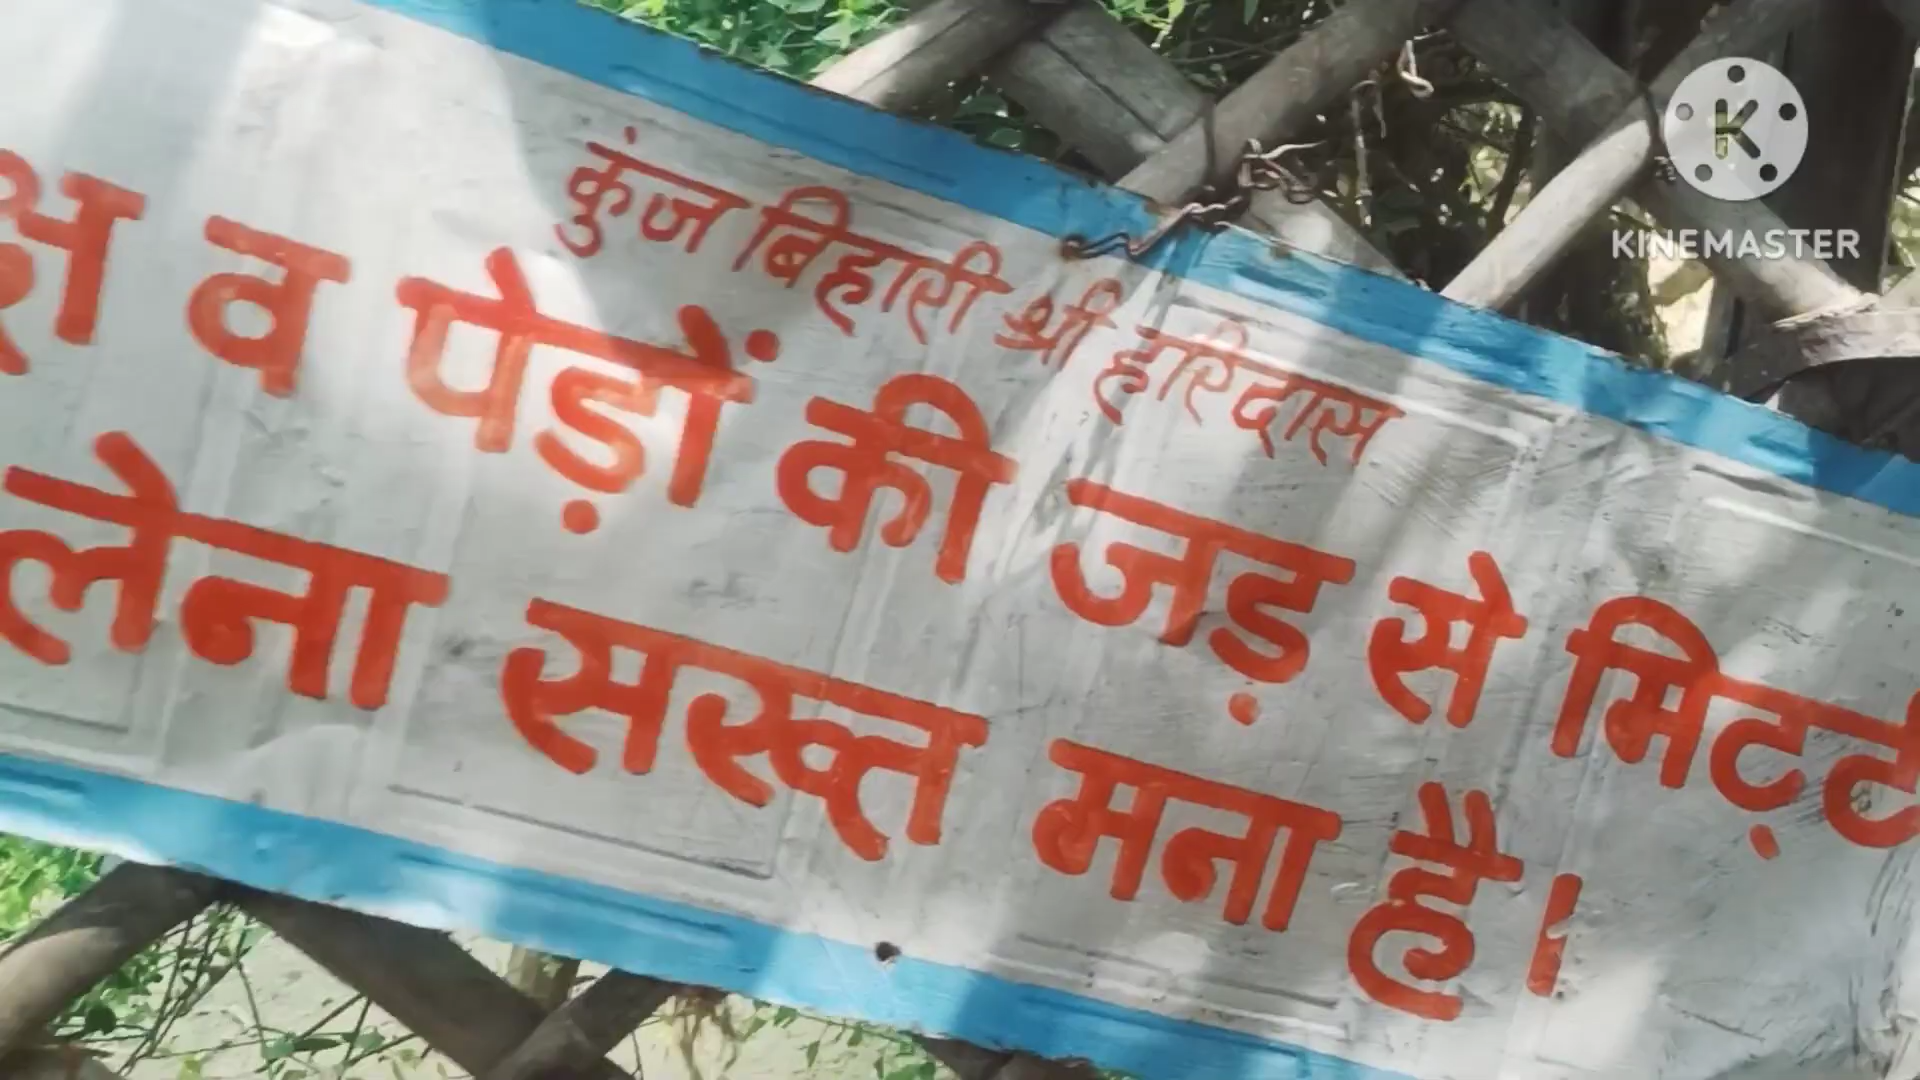 कुंज बिहारी श्री हरिदास
व पेड़ों की जड़ से मिट्टी
लेना सख्त मना है।
KINEMASTER